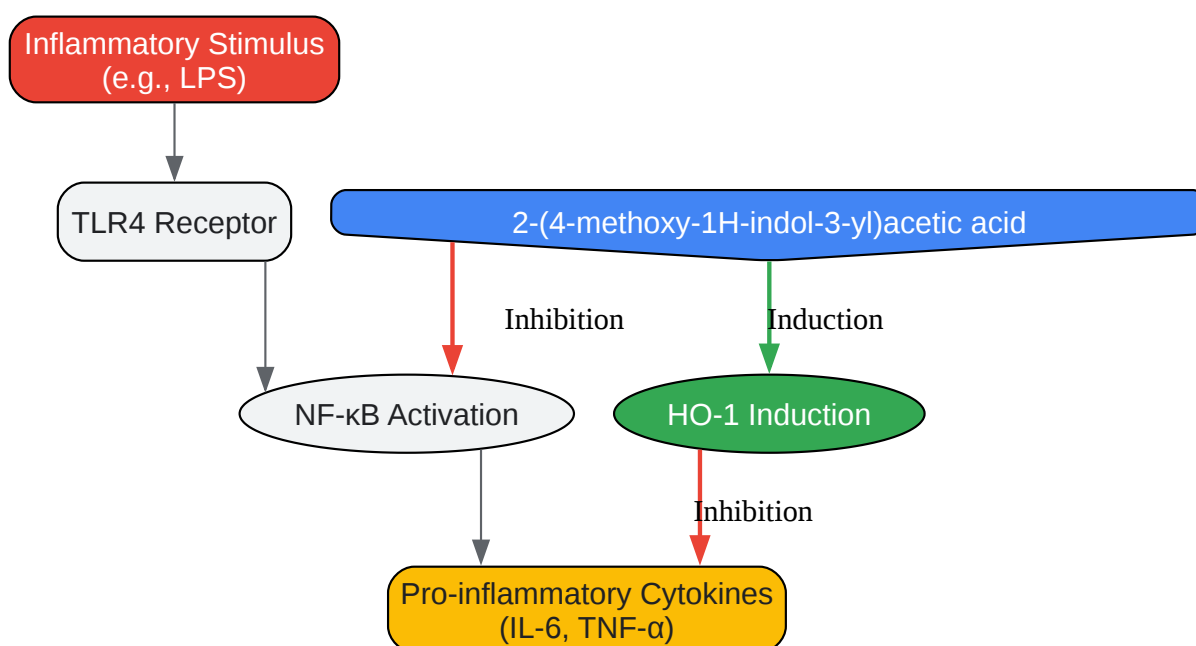 Inflammatory Stimulus
(e.g., LPS)
TLR4 Receptor
2-(4-methoxy-1H-indol-3-yl)acetic acid
Inhibition
Induction
NF-κB Activation
HO-1 Induction
Inhibition
Pro-inflammatory Cytokines
(IL-6, TNF-α)